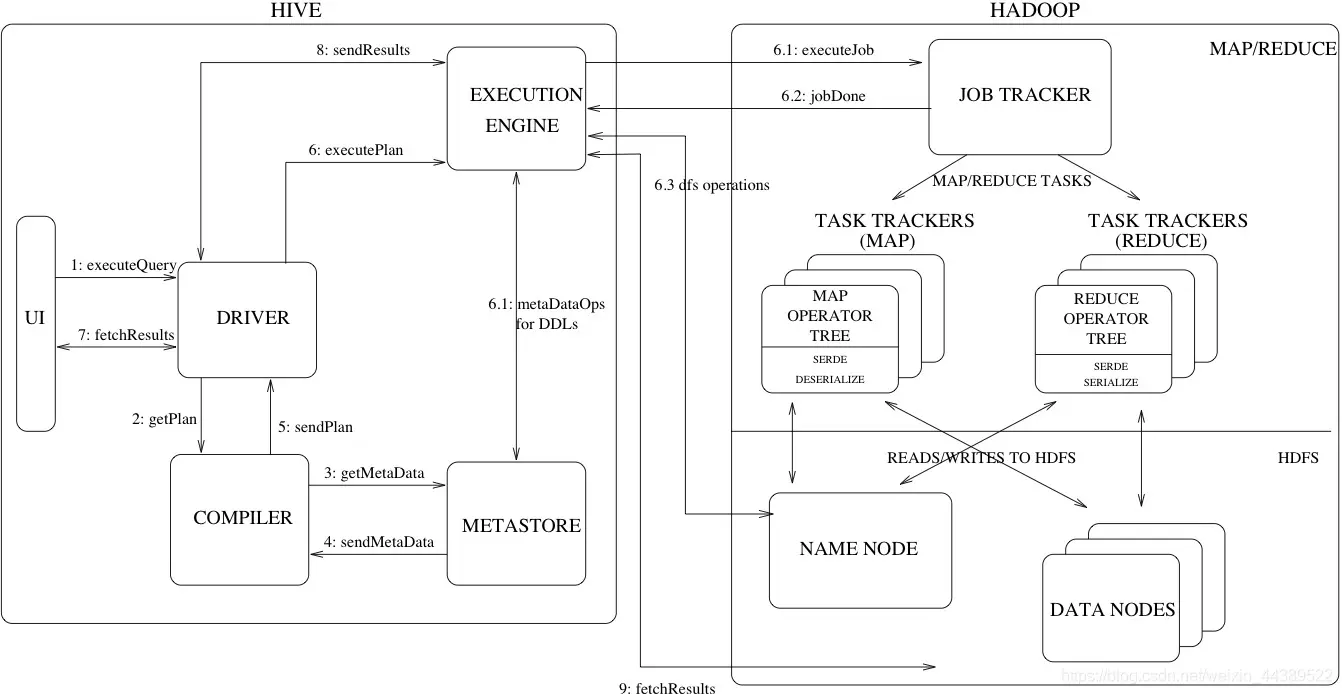 HIVE
HADOOP
8: sendResults
6.1: executeJob
MAP/REDUCE
EXECUTION
ENGINE
6.2: jobDone
JOB TRACKER
6: executePlan
6.3 dfs operations
MAP/REDUCE TASKS
TASK TRACKERS
(MAP)
TASK TRACKERS
(REDUCE)
1: executeQuery
UI
DRIVER
7: fetchResults
6.1: metaDataOps
for DDLs
MAP
OPERATOR
TREE
SERDE
DESERIALIZE
REDUCE
OPERATOR
TREE
SERDE
SERIALIZE
2: getPlan
5: sendPlan
READS/WRITES TO HDFS
HDFS
3: getMetaData
COMPILER
METASTORE
4: sendMetaData
NAME NODE
DATA NODES
9: fetchResults
https://blog.csdn.net/weixin_44389522